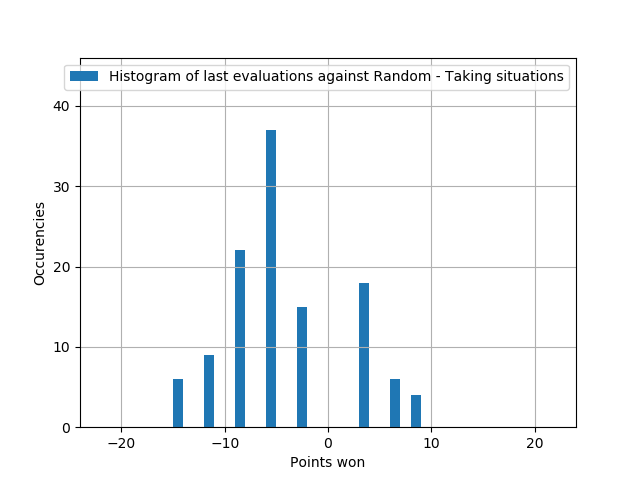 Histogram of last evaluations against Random - Taking situations
40
30
20
10
0
Occurencies
−20 −10 0 10 20
Points won